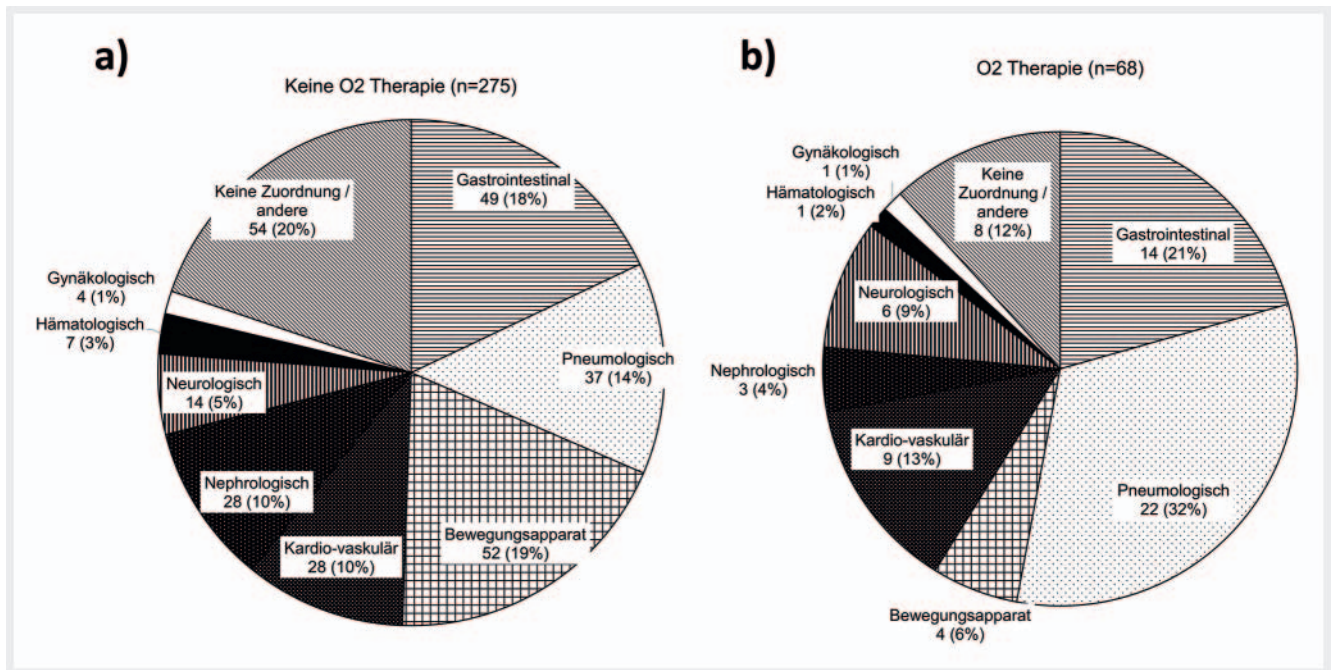 a)
Keine O2 Therapie (n=275)
Gastrointestinal
49 (18%)
Pneumologisch
37 (14%)
Bewegungsapparat
52 (19%)
Kardio-vaskulär
28 (10%)
Nephrologisch
28 (10%)
Neurologisch
14 (5%)
Hämatologisch
7 (3%)
Gynäkologisch
4 (1%)
Keine Zuordnung /
andere
54 (20%)
b)
O2 Therapie (n=68)
Gastrointestinal
14 (21%)
Pneumologisch
22 (32%)
Bewegungsapparat
4 (6%)
Kardio-vaskulär
9 (13%)
Nephrologisch
3 (4%)
Neurologisch
6 (9%)
Hämatologisch
1 (2%)
Gynäkologisch
1 (1%)
Keine
Zuordnung /
andere
8 (12%)